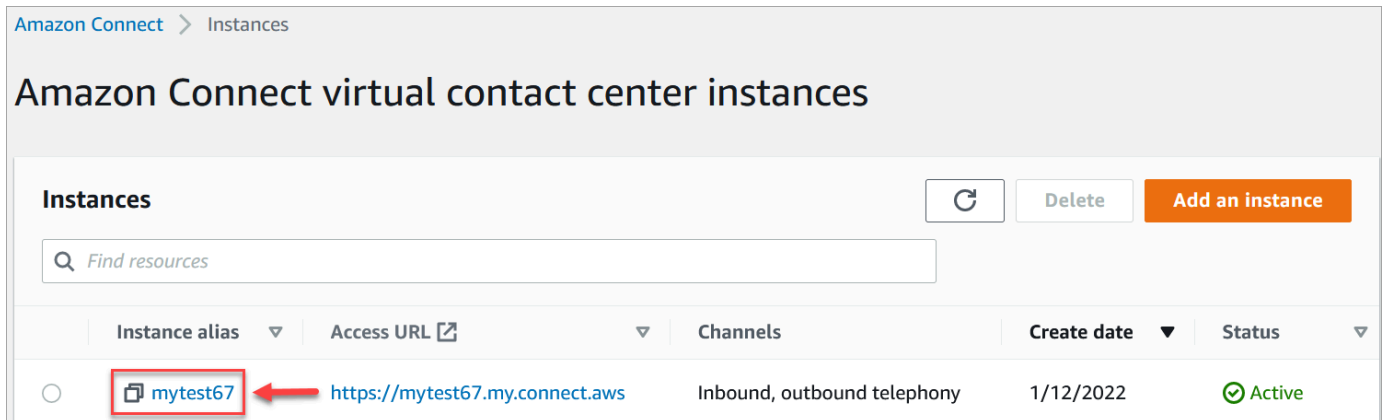 Amazon Connect > Instances
Amazon Connect virtual contact center instances
Instances
Delete
Add an instance
Find resources
Instance alias Access URL Channels Create date Status
mytest67 https://mytest67.my.connect.aws Inbound, outbound telephony 1/12/2022 Active